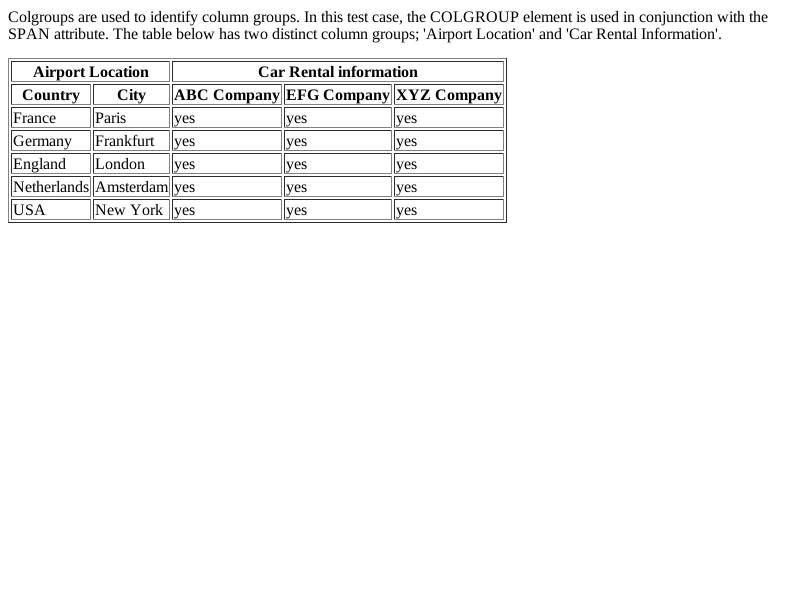 Colgroups are used to identify column groups. In this test case, the COLGROUP element is used in conjunction with the
SPAN attribute. The table below has two distinct column groups; 'Airport Location' and 'Car Rental Information'.
Airport Location Car Rental information
Country City ABC Company EFG Company XYZ Company
France Paris yes yes yes
Germany Frankfurt yes yes yes
England London yes yes yes
Netherlands Amsterdam yes yes yes
USA New York yes yes yes